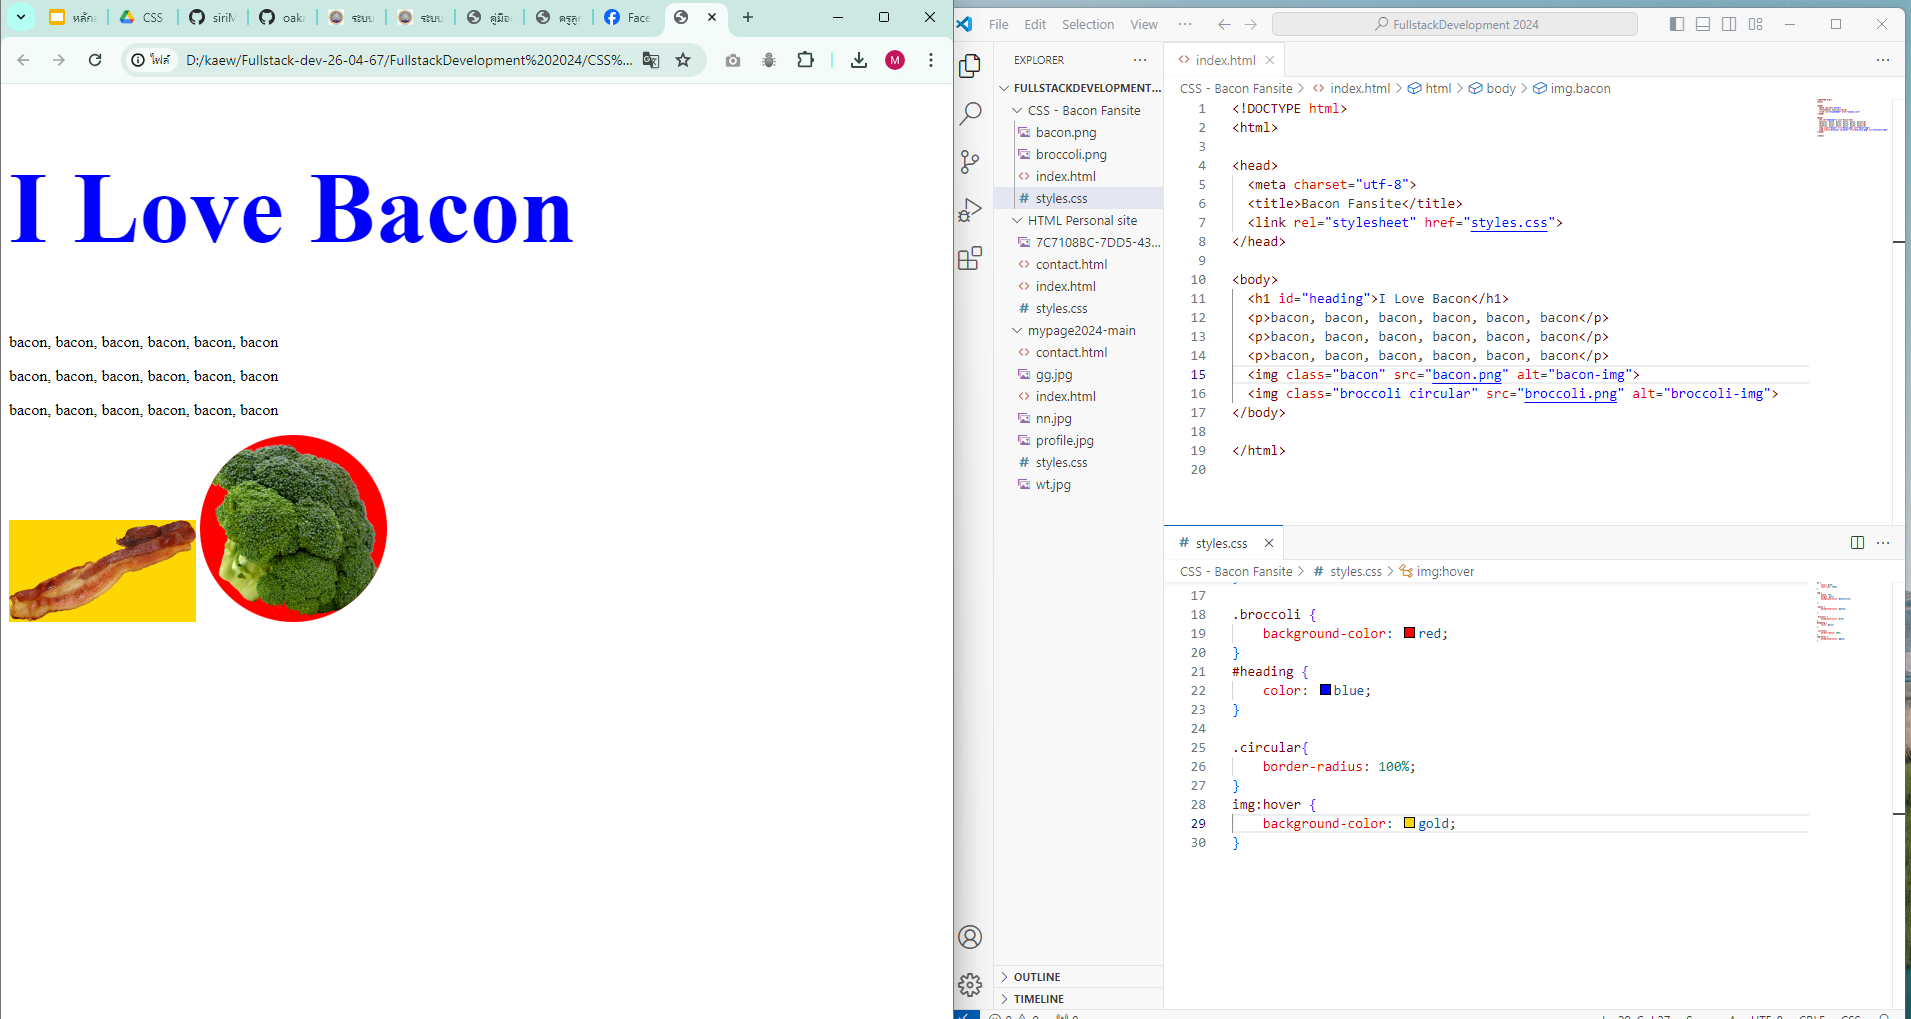 หลัก
CSS
siriM
oaka
ระบบ
ระบบ
คู่มือ
ครูลูก
Face
ไฟล์
D:/kaew/Fullstack-dev-26-04-67/FullstackDevelopment%202024/CSS%...
M
I Love Bacon
bacon, bacon, bacon, bacon, bacon, bacon
bacon, bacon, bacon, bacon, bacon, bacon
bacon, bacon, bacon, bacon, bacon, bacon
File Edit Selection View ...
FullstackDevelopment 2024
EXPLORER
FULLSTACKDEVELOPMENT...
CSS - Bacon Fansite
bacon.png
broccoli.png
index.html
styles.css
HTML Personal site
7C7108BC-7DD5-43...
contact.html
index.html
styles.css
mypage2024-main
contact.html
gg.jpg
index.html
nn.jpg
profile.jpg
styles.css
wt.jpg
OUTLINE
TIMELINE
index.html
CSS - Bacon Fansite > index.html > html > body > img.bacon
1 <!DOCTYPE html>
2 <html>
3
4 <head>
5 <meta charset="utf-8">
6 <title>Bacon Fansite</title>
7 <link rel="stylesheet" href="styles.css">
8 </head>
9
10 <body>
11 <h1 id="heading">I Love Bacon</h1>
12 <p>bacon, bacon, bacon, bacon, bacon, bacon</p>
13 <p>bacon, bacon, bacon, bacon, bacon, bacon</p>
14 <p>bacon, bacon, bacon, bacon, bacon, bacon</p>
15 <img class="bacon" src="bacon.png" alt="bacon-img">
16 <img class="broccoli circular" src="broccoli.png" alt="broccoli-img">
17 </body>
18
19 </html>
20
styles.css
CSS - Bacon Fansite > styles.css > img:hover
17
18 .broccoli {
19 background-color: red;
20 }
21 #heading {
22 color: blue;
23 }
24
25 .circular{
26 border-radius: 100%;
27 }
28 img:hover {
29 background-color: gold;
30 }